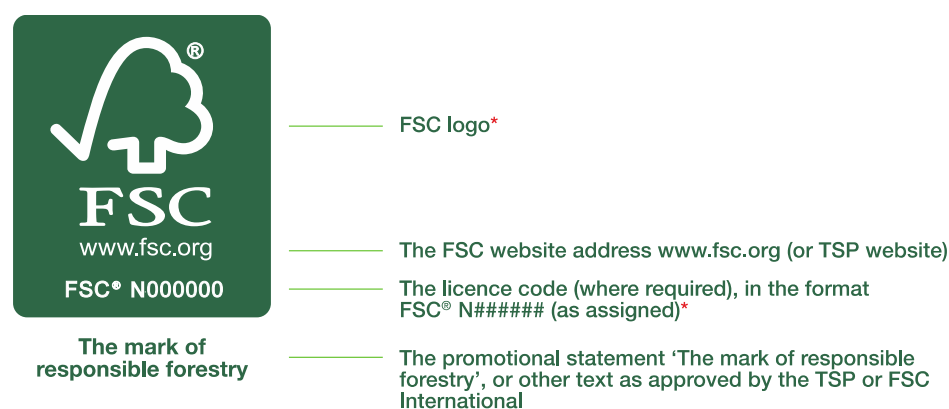 ®
FSC
www.fsc.org
FSC® N000000
The mark of
responsible forestry
FSC logo*
The FSC website address www.fsc.org (or TSP website)
The licence code (where required), in the format
FSC® N###### (as assigned)*
The promotional statement ‘The mark of responsible
forestry’, or other text as approved by the TSP or FSC
International